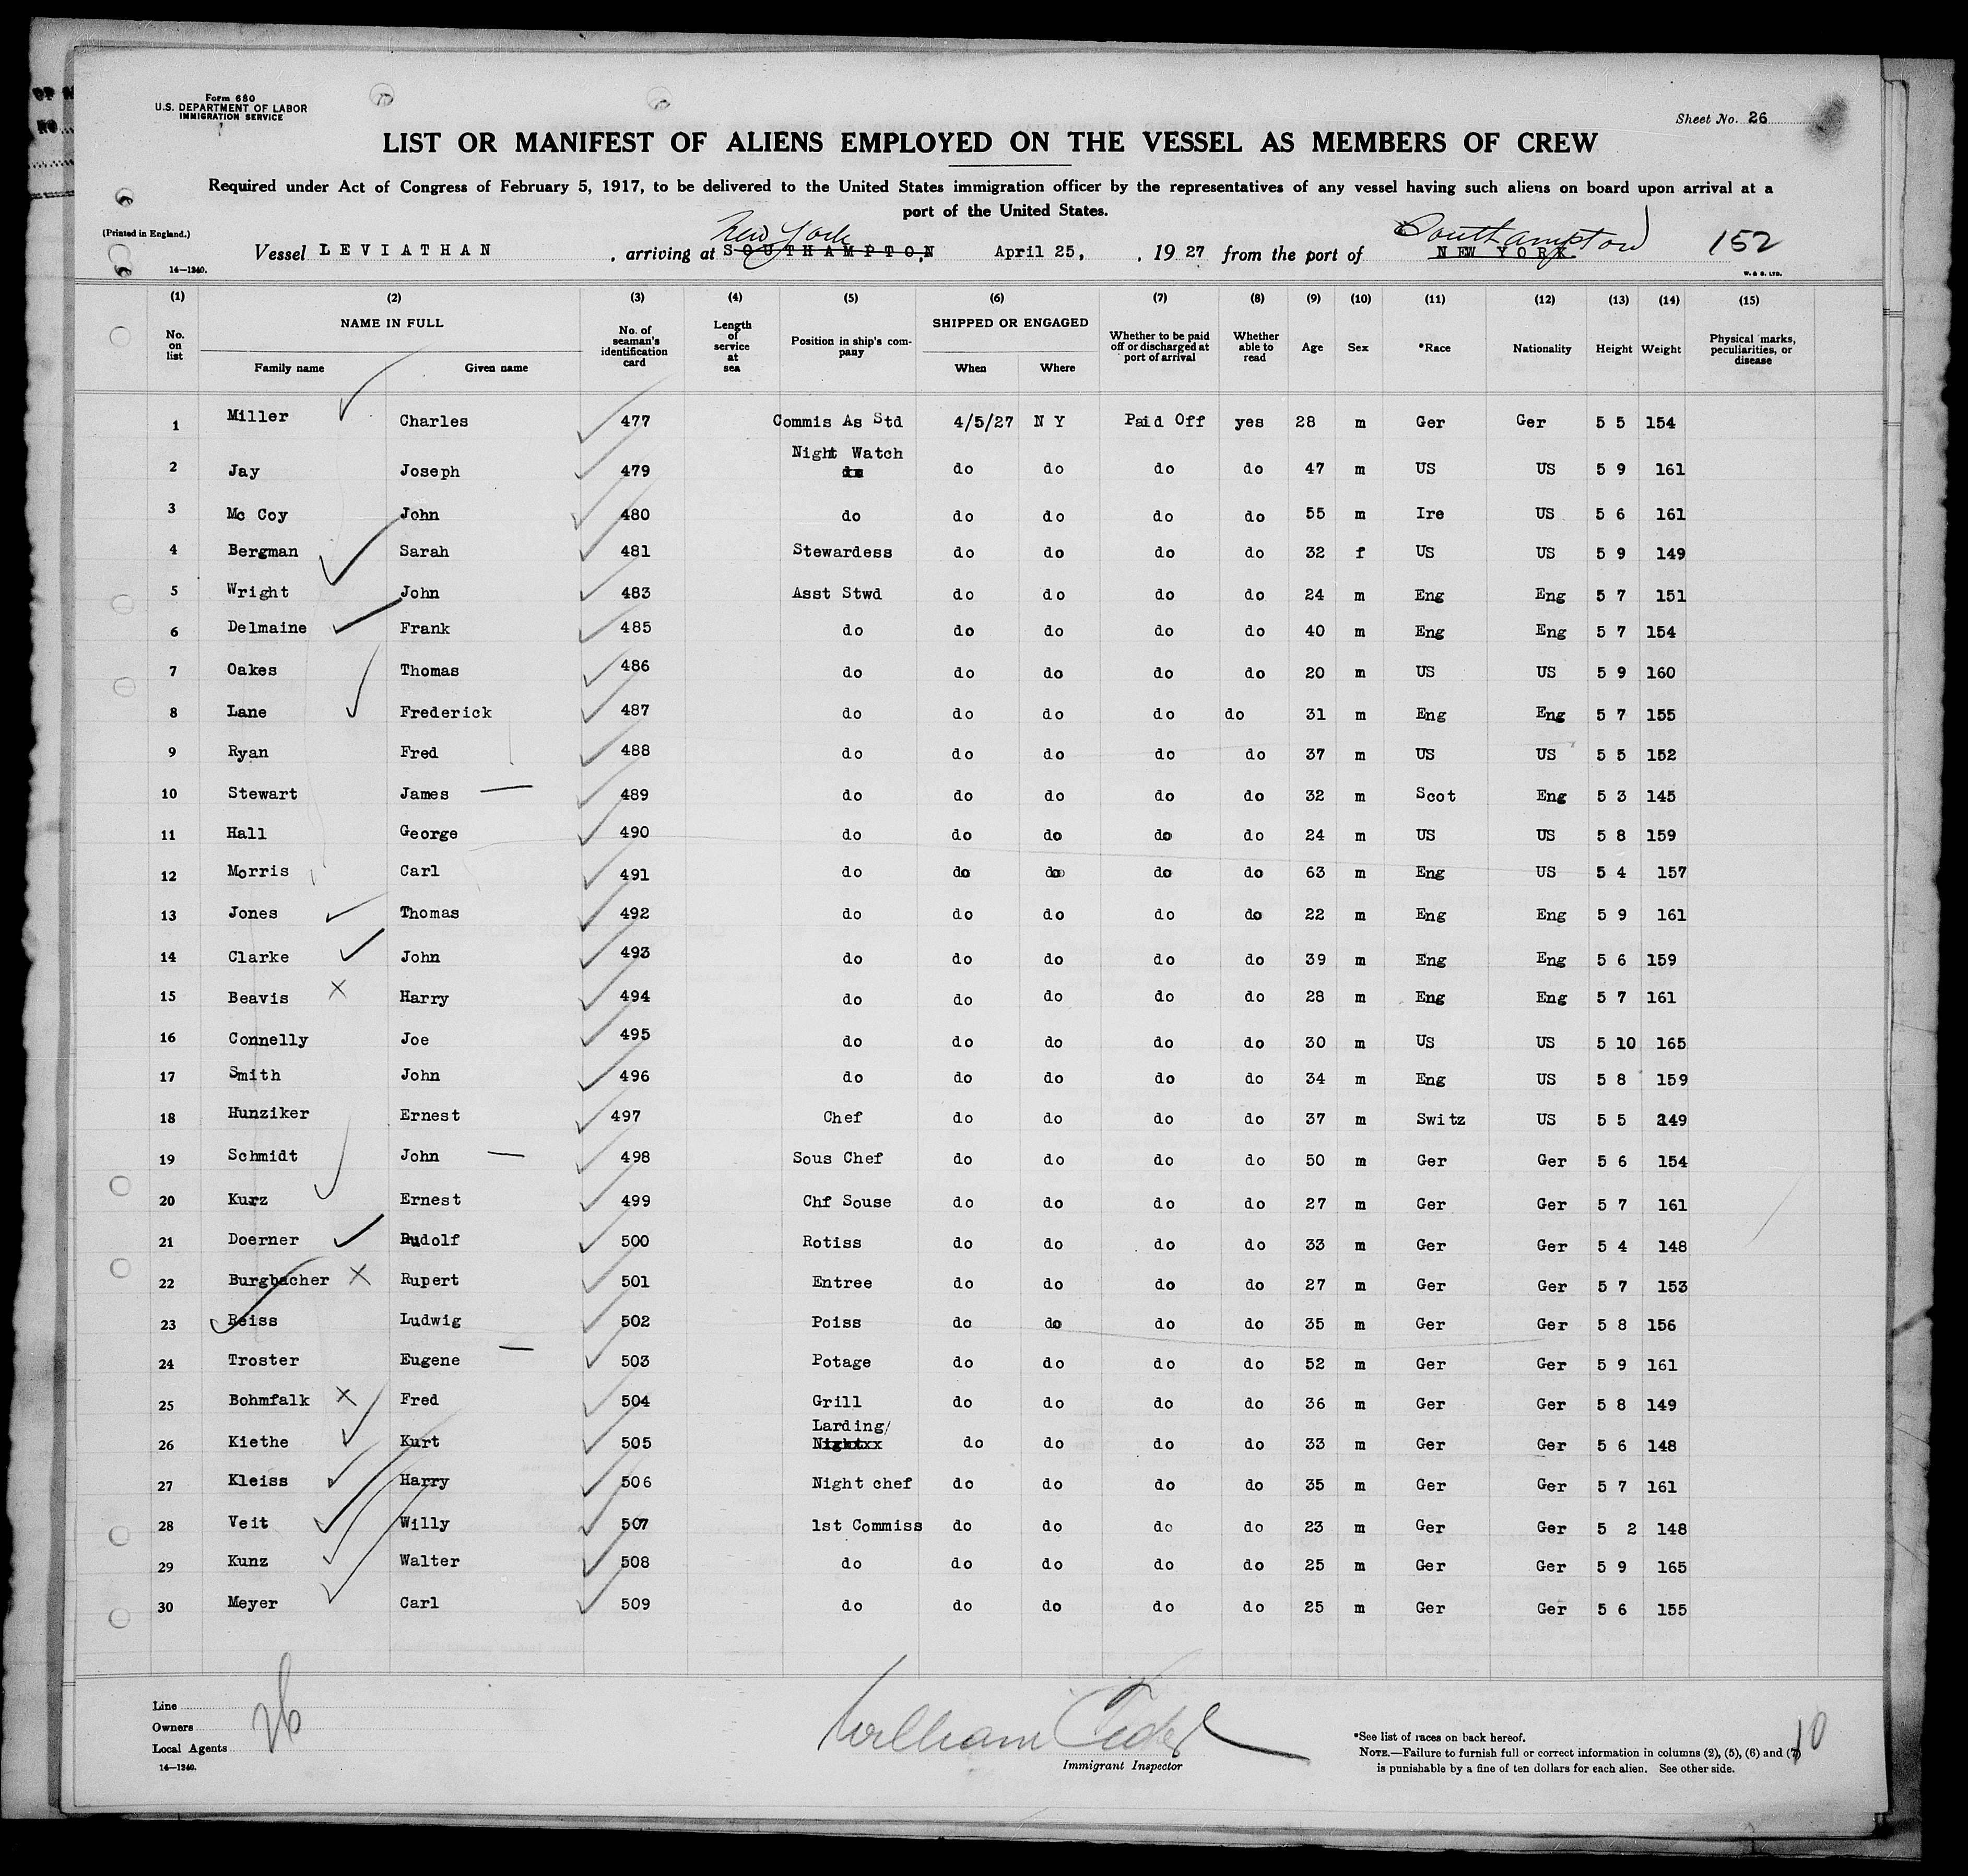 Form 680
U.S. DEPARTMENT OF LABOR
IMMIGRATION SERVICE
Sheet No. 26
LIST OR MANIFEST OF ALIENS EMPLOYED ON THE VESSEL AS MEMBERS OF CREW
Required under Act of Congress of February 5, 1917, to be delivered to the United States immigration officer by the representatives of any vessel having such aliens on board upon arrival at a
port of the United States.
(Printed in England.)
New York Southampton
Vessel LEVIATHAN , arriving at SOUTHAMPTON, April 25, , 1927 from the port of NEW YORK. 152
14—1240. W. & S. LTD.
(1) (2) (3) (4) (5) (6) (7) (8) (9) (10) (11) (12) (13) (14) (15)
No. on list NAME IN FULL Family name Given name No. of seaman's identification card Length of service at sea Position in ship's company SHIPPED OR ENGAGED When Where Whether to be paid off or discharged at port of arrival Whether able to read Age Sex *Race Nationality Height Weight Physical marks, peculiarities, or disease
1 Miller Charles 477 Commis As Std 4/5/27 N Y Paid Off yes 28 m Ger Ger 5 5 154
2 Jay Joseph 479 Night Watch do do do do 47 m US US 5 9 161
3 Mc Coy John 480 do do do do do 55 m Ire US 5 6 161
4 Bergman Sarah 481 Stewardess do do do do 32 f US US 5 9 149
5 Wright John 483 Asst Stwd do do do do 24 m Eng Eng 5 7 151
6 Delmaine Frank 485 do do do do do 40 m Eng Eng 5 7 154
7 Oakes Thomas 486 do do do do do 20 m US US 5 9 160
8 Lane Frederick 487 do do do do do 31 m Eng Eng 5 7 155
9 Ryan Fred 488 do do do do do 37 m US US 5 5 152
10 Stewart James 489 do do do do do 32 m Scot Eng 5 3 145
11 Hall George 490 do do do do do 24 m US US 5 8 159
12 Morris Carl 491 do do do do do 63 m Eng US 5 4 157
13 Jones Thomas 492 do do do do do 22 m Eng Eng 5 9 161
14 Clarke John 493 do do do do do 39 m Eng Eng 5 6 159
15 Beavis Harry 494 do do do do do 28 m Eng Eng 5 7 161
16 Connelly Joe 495 do do do do do 30 m US US 5 10 165
17 Smith John 496 do do do do do 34 m Eng US 5 8 159
18 Hunziker Ernest 497 Chef do do do do 37 m Switz US 5 5 149
19 Schmidt John 498 Sous Chef do do do do 50 m Ger Ger 5 6 154
20 Kurz Ernest 499 Chf Souse do do do do 27 m Ger Ger 5 7 161
21 Doerner Rudolf 500 Rotiss do do do do 33 m Ger Ger 5 4 148
22 Burgbacher Rupert 501 Entree do do do do 27 m Ger Ger 5 7 153
23 Reiss Ludwig 502 Poiss do do do do 35 m Ger Ger 5 8 156
24 Troster Eugene 503 Potage do do do do 52 m Ger Ger 5 9 161
25 Bohmfalk Fred 504 Grill do do do do 36 m Ger Ger 5 8 149
26 Kiethe Kurt 505 Larding/ Nightxx do do do do 33 m Ger Ger 5 6 148
27 Kleiss Harry 506 Night chef do do do do 35 m Ger Ger 5 7 161
28 Veit Willy 507 1st Commiss do do do do 23 m Ger Ger 5 2 148
29 Kunz Walter 508 do do do do do 25 m Ger Ger 5 9 165
30 Meyer Carl 509 do do do do do 25 m Ger Ger 5 6 155
Line
Owners
Local Agents
14—1240.
26
William
Immigrant Inspector
*See list of races on back hereof.
NOTE.—Failure to furnish full or correct information in columns (2), (5), (6) and (7)
is punishable by a fine of ten dollars for each alien. See other side.
10